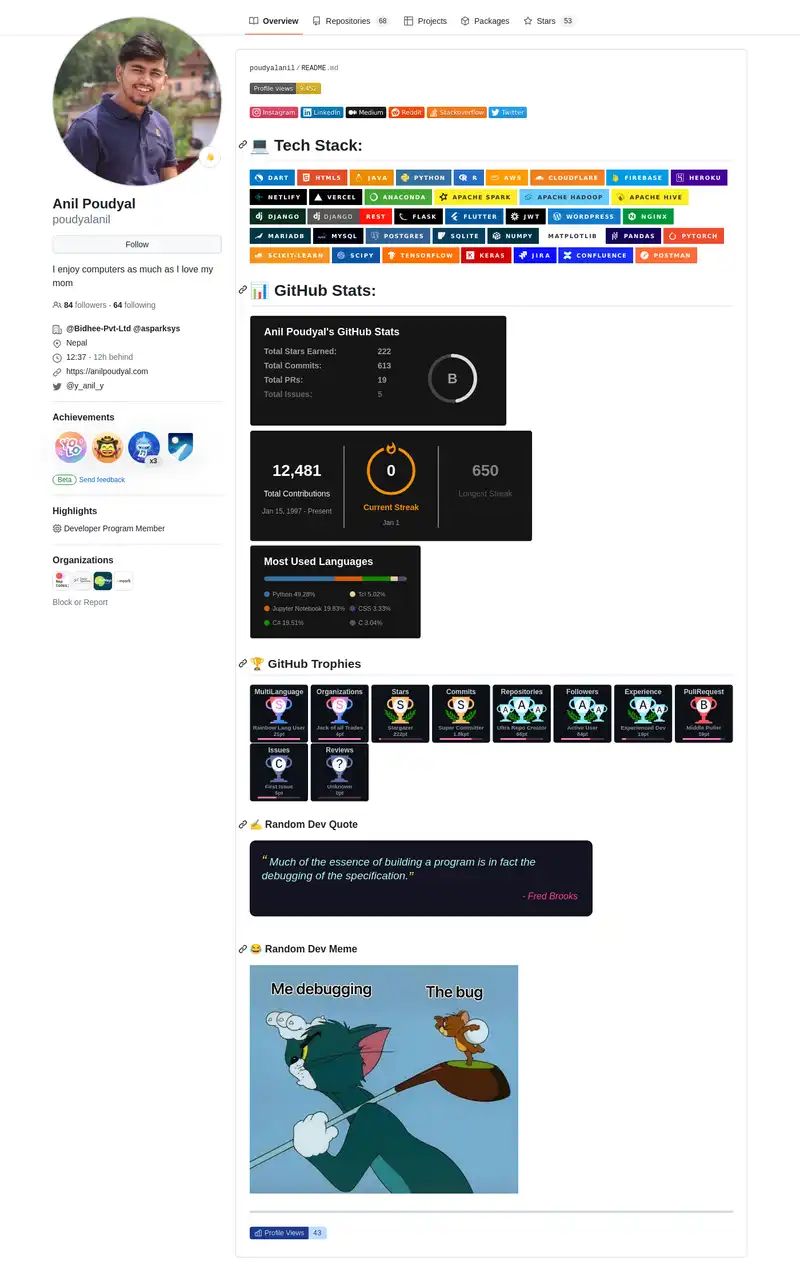 Overview Repositories 68 Projects Packages Stars 53
Anil Poudyal
poudyalanil
Follow
I enjoy computers as much as I love my
mom
84 followers · 64 following
@Bidhee-Pvt-Ltd @asparksys
Nepal
12:37 - 12h behind
https://anilpoudyal.com
@y_anil_y
Achievements
YOLO
x3
Beta Send feedback
Highlights
Developer Program Member
Organizations
Block or Report
poudyalanil / README.md
Profile views 9,452
Instagram LinkedIn Medium Reddit Stackoverflow Twitter
Tech Stack:
DART HTML5 JAVA PYTHON R AWS CLOUDFLARE FIREBASE HEROKU
NETLIFY VERCEL ANACONDA APACHE SPARK APACHE HADOOP APACHE HIVE
DJANGO DJANGO REST FLASK FLUTTER JWT WORDPRESS NGINX
MARIADB MYSQL POSTGRES SQLITE NUMPY MATPLOTLIB PANDAS PYTORCH
SCIKIT-LEARN SCIPY TENSORFLOW KERAS JIRA CONFLUENCE POSTMAN
GitHub Stats:
Anil Poudyal's GitHub Stats
Total Stars Earned: 222
Total Commits: 613
Total PRs: 19
Total Issues: 5
B
12,481
Total Contributions
Jan 15, 1997 - Present
0
Current Streak
Jan 1
650
Longest Streak
Most Used Languages
Python 49.28% Tcl 5.02%
Jupyter Notebook 19.83% CSS 3.33%
C# 19.51% C 3.04%
GitHub Trophies
MultiLanguage Organizations Stars Commits Repositories Followers Experience PullRequest
S S S S A A A A A A A A A B
Rainbow Lang User Jack of all Trades Stargazer Super Committer Ultra Repo Creator Active User Experienced Dev Middle Puller
222pt 1.8kpt 84pt
Issues Reviews
C ?
First Issue Unknown
5pt 0pt
Random Dev Quote
“ Much of the essence of building a program is in fact the
debugging of the specification.”
- Fred Brooks
Random Dev Meme
Me debugging The bug
Profile Views 43